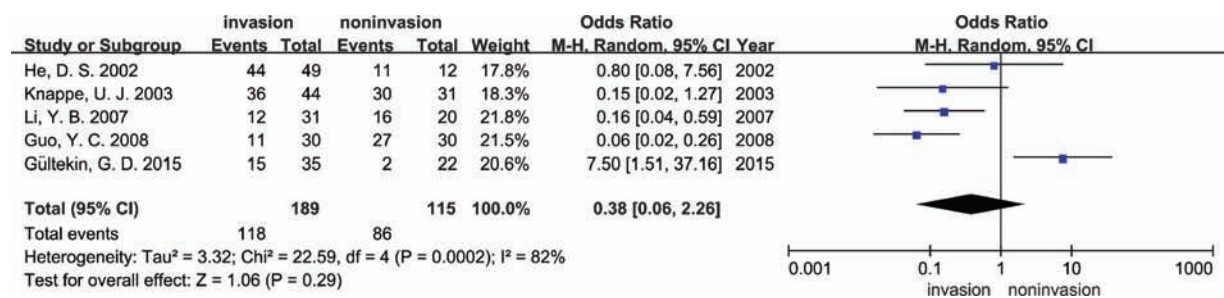 invasion noninvasion Odds Ratio Odds Ratio
Study or Subgroup Events Total Events Total Weight M-H, Random, 95% CI Year M-H, Random, 95% CI
He, D. S. 2002 44 49 11 12 17.8% 0.80 [0.08, 7.56] 2002
Knappe, U. J. 2003 36 44 30 31 18.3% 0.15 [0.02, 1.27] 2003
Li, Y. B. 2007 12 31 16 20 21.8% 0.16 [0.04, 0.59] 2007
Guo, Y. C. 2008 11 30 27 30 21.5% 0.06 [0.02, 0.26] 2008
Gültekin, G. D. 2015 15 35 2 22 20.6% 7.50 [1.51, 37.16] 2015
Total (95% CI) 189 115 100.0% 0.38 [0.06, 2.26]
Total events 118 86
Heterogeneity: Tau² = 3.32; Chi² = 22.59, df = 4 (P = 0.0002); I² = 82%
Test for overall effect: Z = 1.06 (P = 0.29)
0.001 0.1 1 10 1000
invasion noninvasion